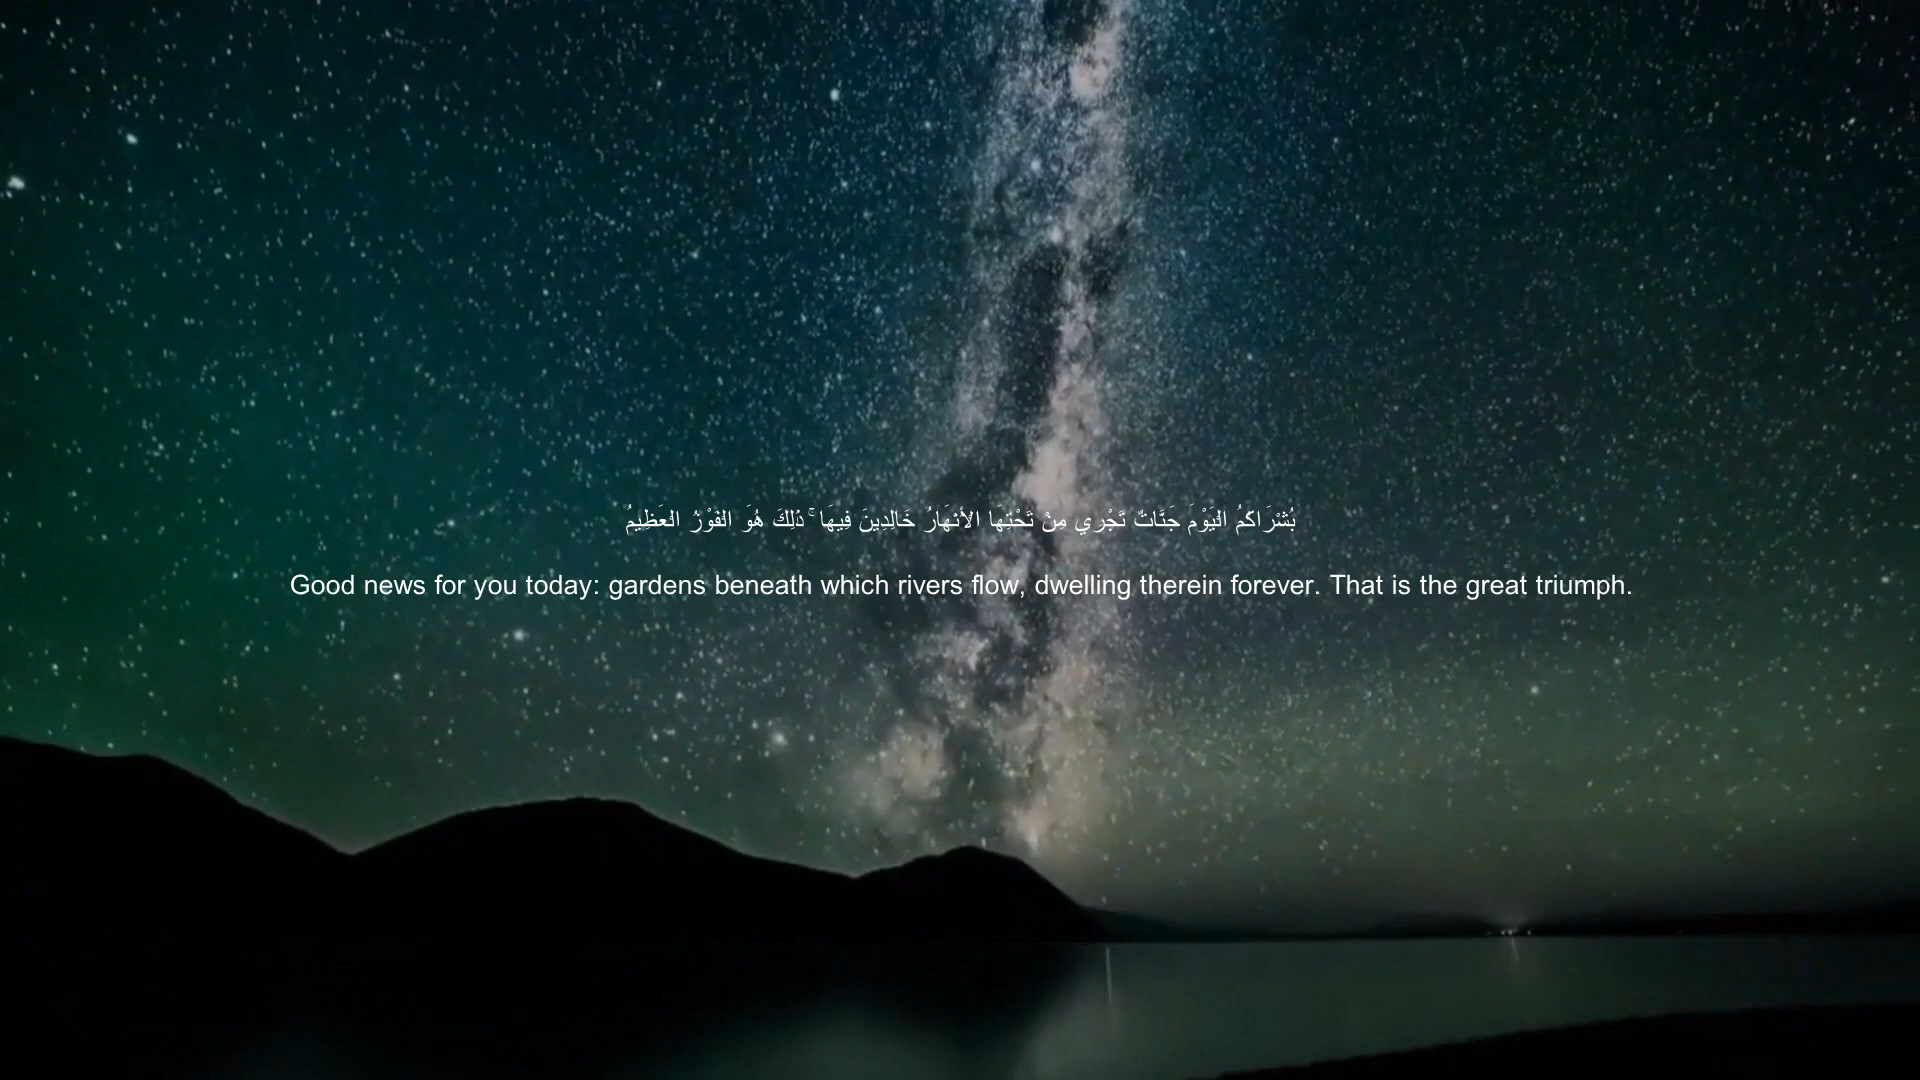 بُشْرَاكُمُ الْيَوْمَ جَنَّاتٌ تَجْرِي مِنْ تَحْتِهَا الْأَنْهَارُ خَالِدِينَ فِيهَا ۚ ذَٰلِكَ هُوَ الْفَوْزُ الْعَظِيمُ
Good news for you today: gardens beneath which rivers flow, dwelling therein forever. That is the great triumph.